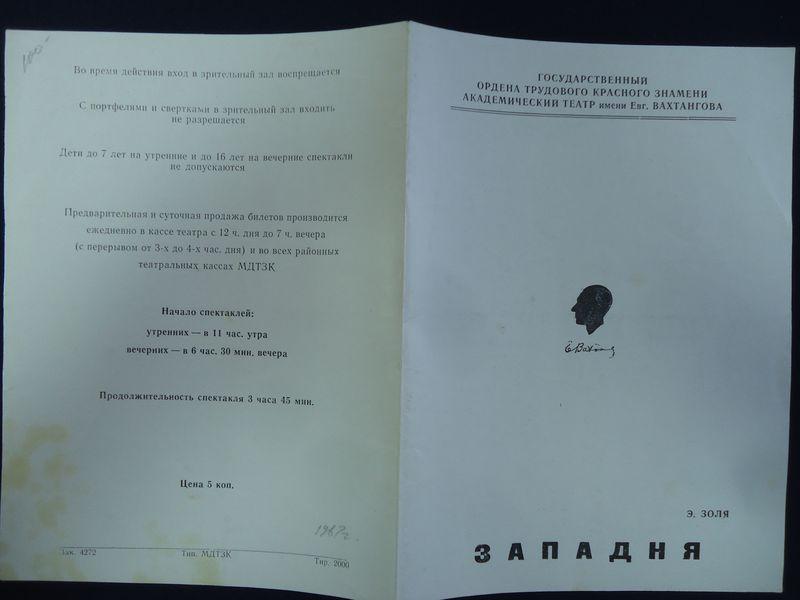 100
Во время действия вход в зрительный зал воспрещается
С портфелями и свертками в зрительный зал входить
не разрешается
Дети до 7 лет на утренние и до 16 лет на вечерние спектакли
не допускаются
Предварительная и суточная продажа билетов производится
ежедневно в кассе театра с 12 ч. дня до 7 ч. вечера
(с перерывом от 3-х до 4-х час. дня) и во всех районных
театральных кассах МДТЗК
Начало спектаклей:
утренних — в 11 час. утра
вечерних — в 6 час. 30 мин. вечера
Продолжительность спектакля 3 часа 45 мин.
Цена 5 коп.
1967г.
Зак. 4272 Тип. МДТЗК Тир. 2000
ГОСУДАРСТВЕННЫЙ
ОРДЕНА ТРУДОВОГО КРАСНОГО ЗНАМЕНИ
АКАДЕМИЧЕСКИЙ ТЕАТР имени Евг. ВАХТАНГОВА
Е Вахтанг
Э. ЗОЛЯ
ЗАПАДНЯ